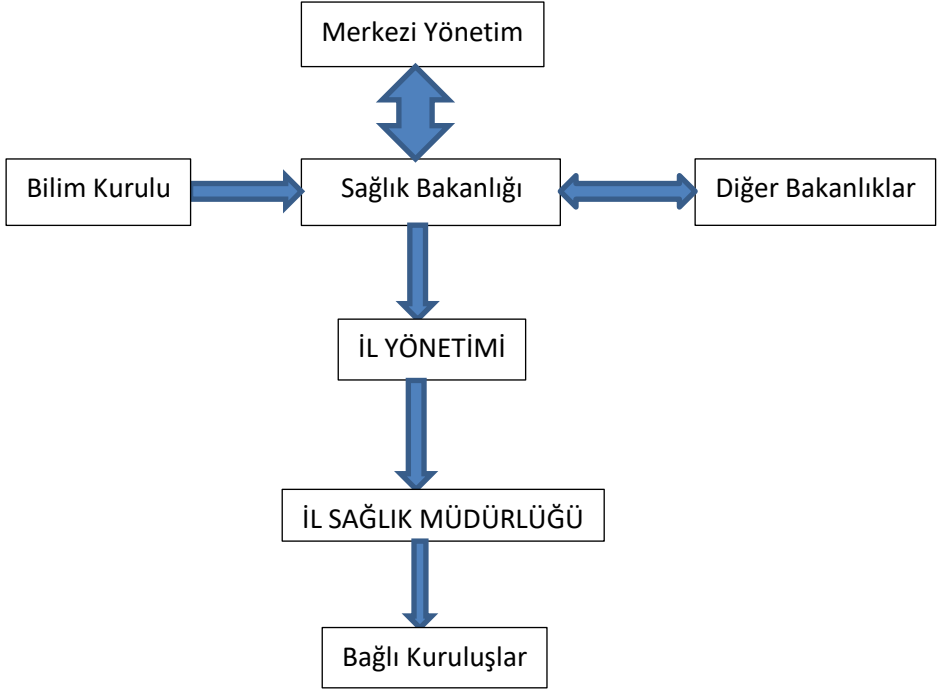 Merkezi Yönetim
Bilim Kurulu
Sağlık Bakanlığı
Diğer Bakanlıklar
İL YÖNETİMİ
İL SAĞLIK MÜDÜRLÜĞÜ
Bağlı Kuruluşlar